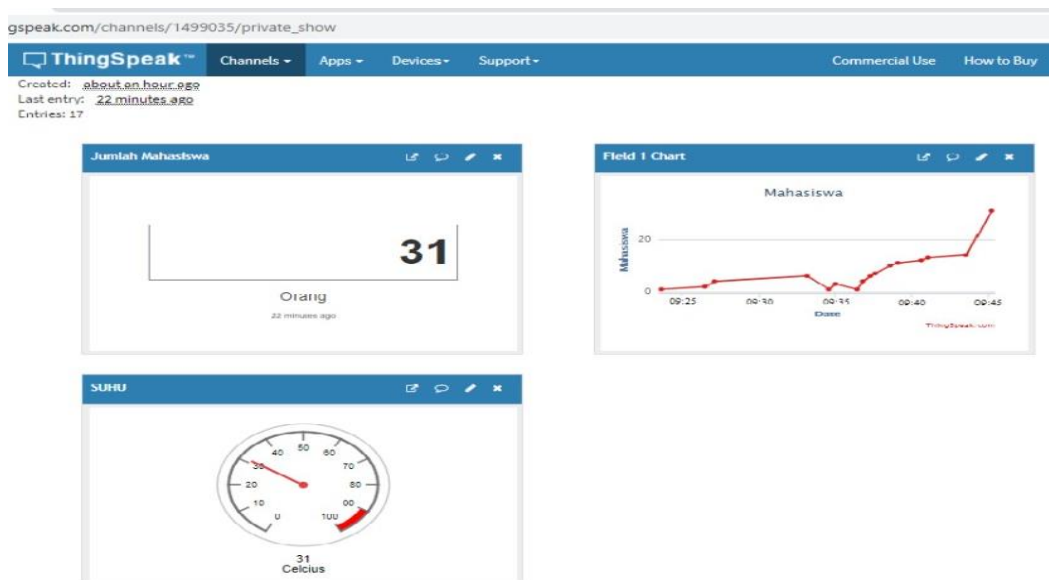 gspeak.com/channels/1499035/private_show
ThingSpeak™ Channels Apps Devices Support Commercial Use How to Buy
Created: about an hour ago
Last entry: 22 minutes ago
Entries: 17
Jumlah Mahasiswa
31
Orang
22 minutes ago
Field 1 Chart
Mahasiswa
Mahasiswa
20
0
09:25 09:30 09:35 09:40 09:45
Date
ThingSpeak.com
SUHU
0 10 20 30 40 50 60 70 80 90 100
31
Celcius